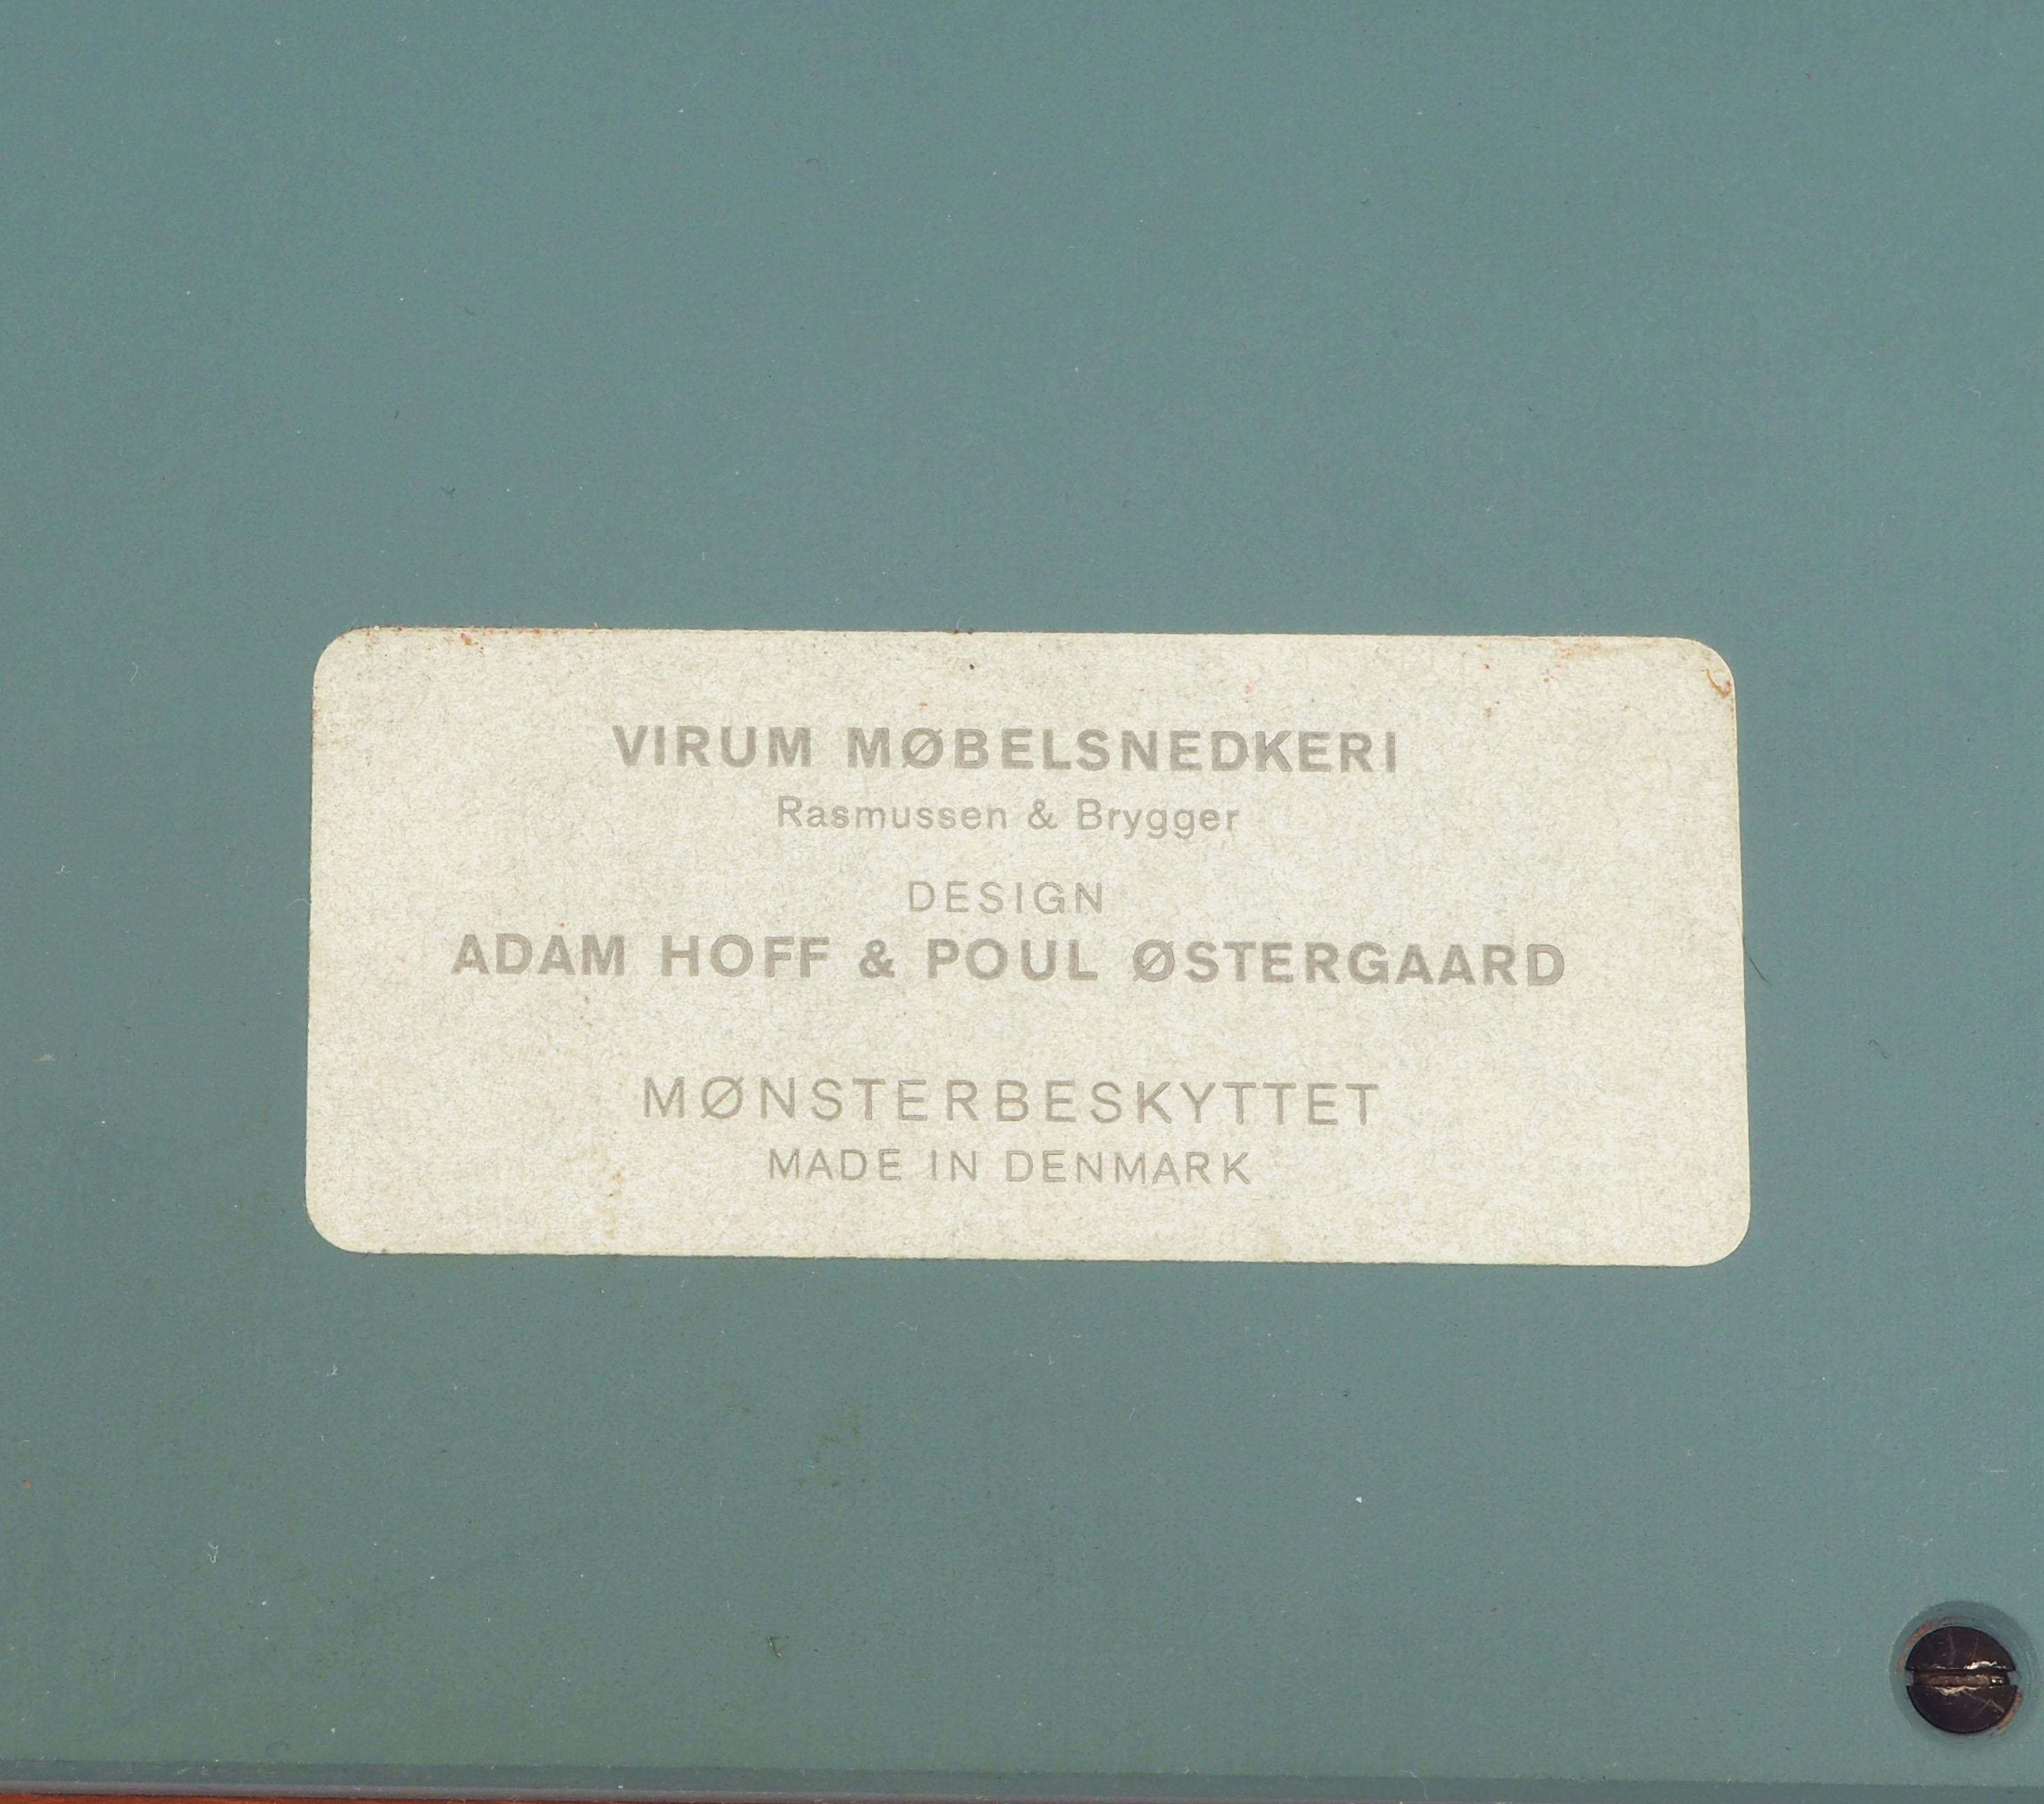 VIRUM MØBELSNEDKERI
Rasmussen & Brygger
DESIGN
ADAM HOFF & POUL ØSTERGAARD
MØNSTERBESKYTTET
MADE IN DENMARK